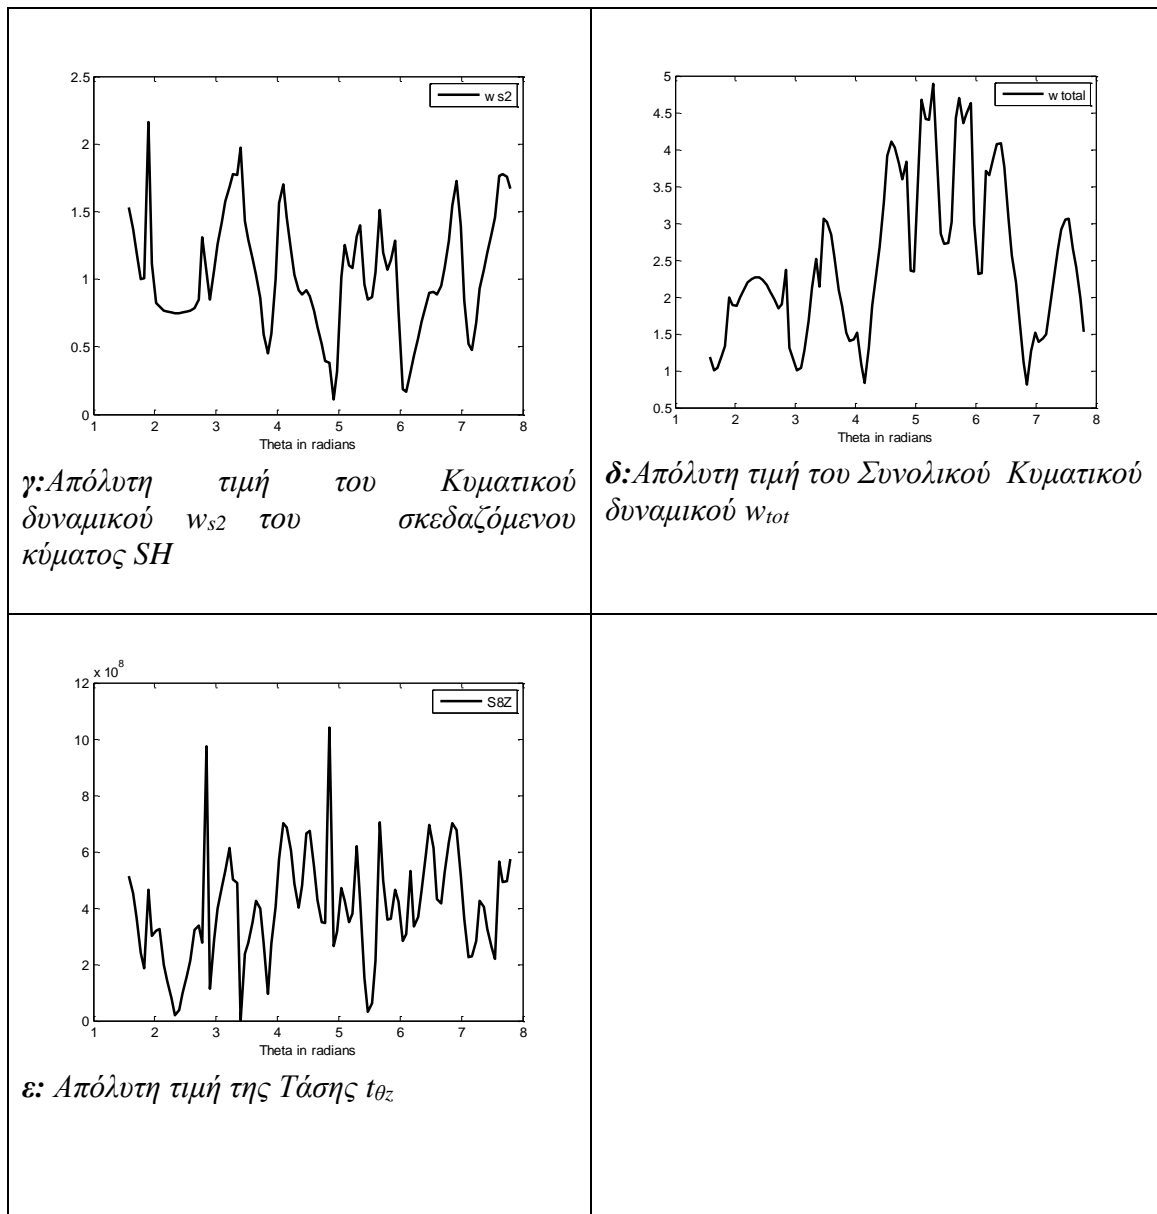 2.5
2
1.5
1
0.5
0
1 2 3 4 5 6 7 8
Theta in radians
w s2
γ:Απόλυτη τιμή του Κυματικού
δυναμικού ws2 του σκεδαζόμενου
κύματος SH
5
4.5
4
3.5
3
2.5
2
1.5
1
0.5
1 2 3 4 5 6 7 8
Theta in radians
w total
δ:Απόλυτη τιμή του Συνολικού Κυματικού
δυναμικού wtot
x 10^8
12
10
8
6
4
2
0
1 2 3 4 5 6 7 8
Theta in radians
S8Z
ε: Απόλυτη τιμή της Τάσης tθz